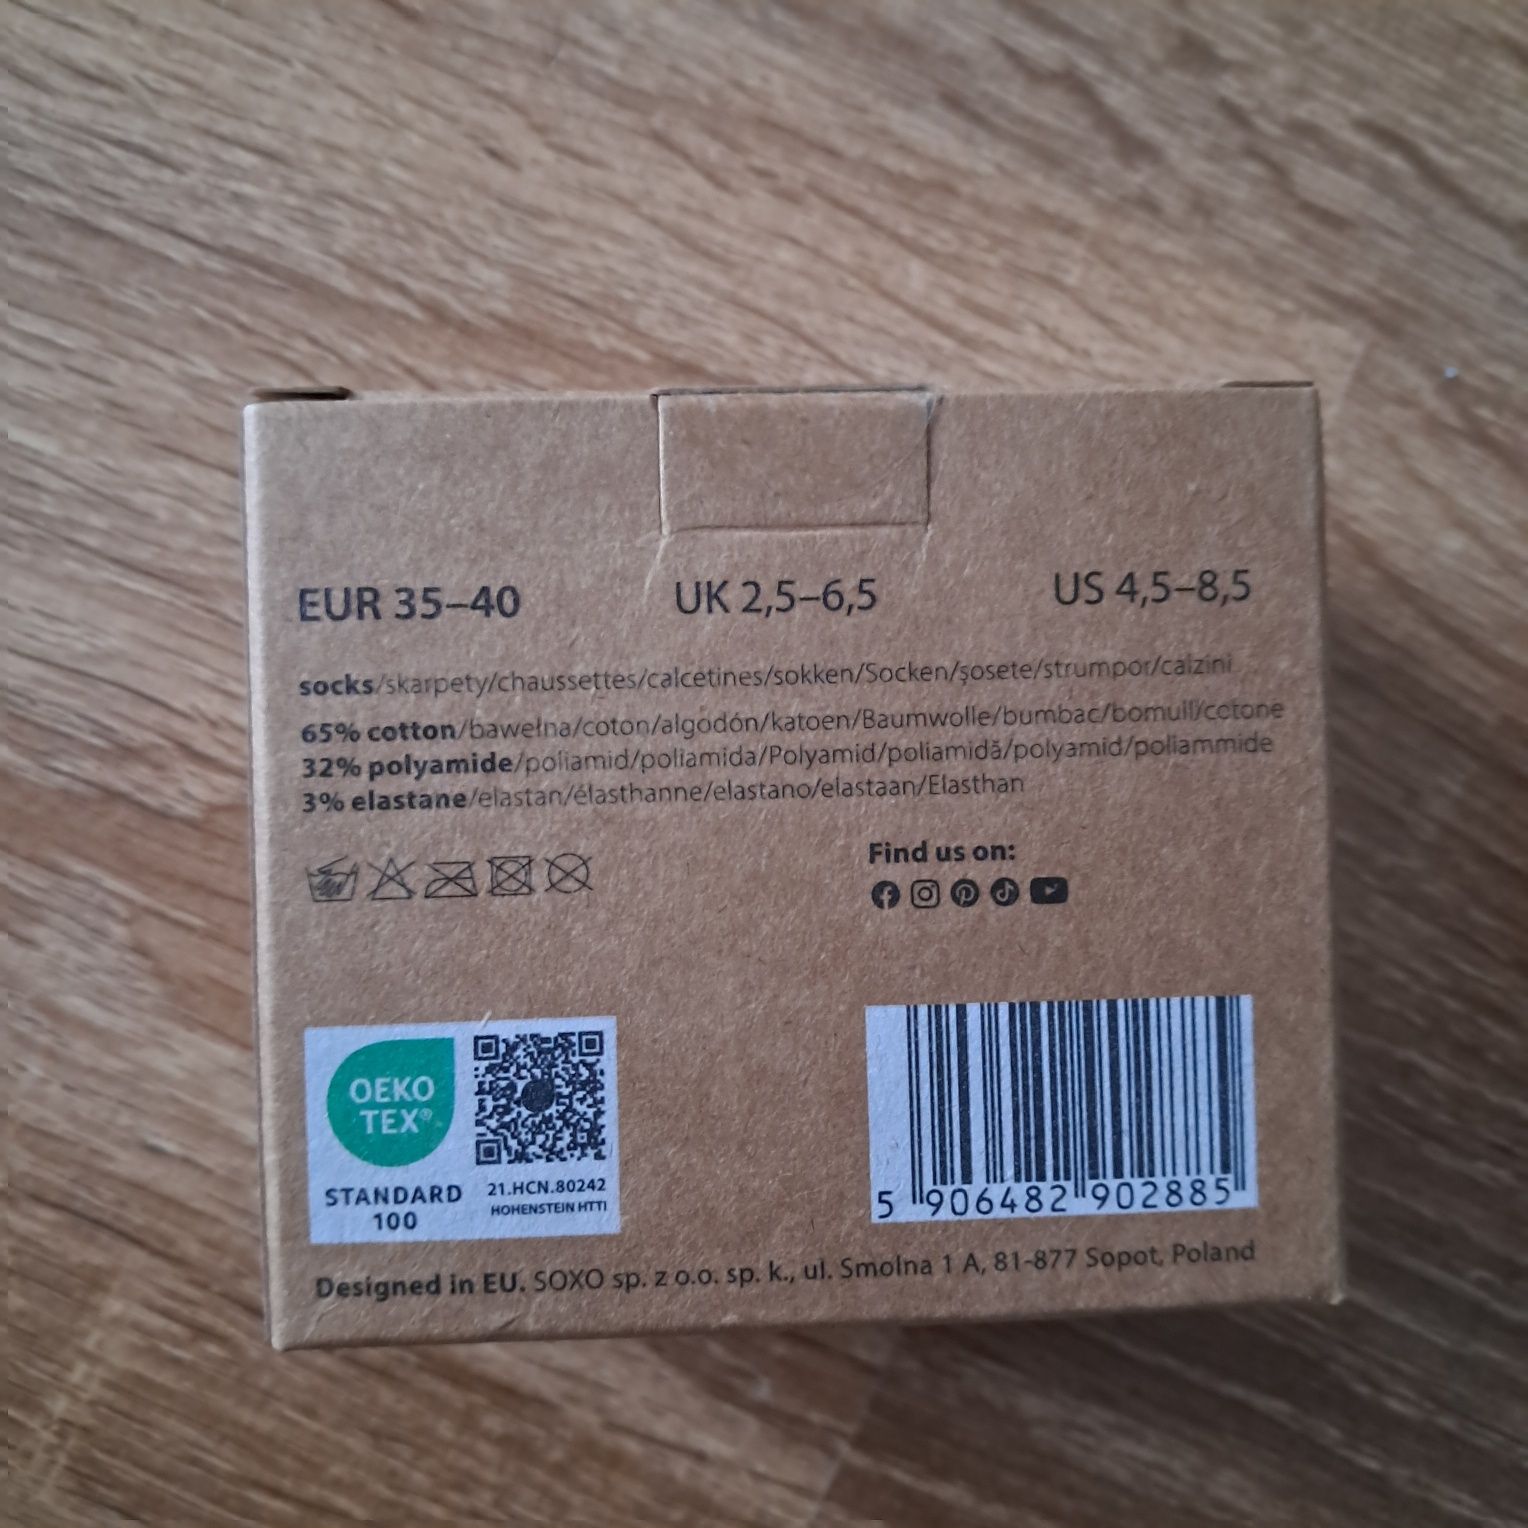 EUR 35–40 UK 2,5–6,5 US 4,5–8,5
socks/skarpety/chaussettes/calcetines/sokken/Socken/șosete/strumpor/calzini
65% cotton/bawełna/coton/algodón/katoen/Baumwolle/bumbac/bomull/cotone
32% polyamide/poliamid/poliamida/Polyamid/poliamidă/polyamid/poliammide
3% elastane/elastan/élasthanne/elastano/elastaan/Elasthan
Find us on:
OEKO
TEX®
STANDARD
100
21.HCN.80242
HOHENSTEIN HTTI
5 906482 902885
Designed in EU. SOXO sp. z o.o. sp. k., ul. Smolna 1 A, 81-877 Sopot, Poland